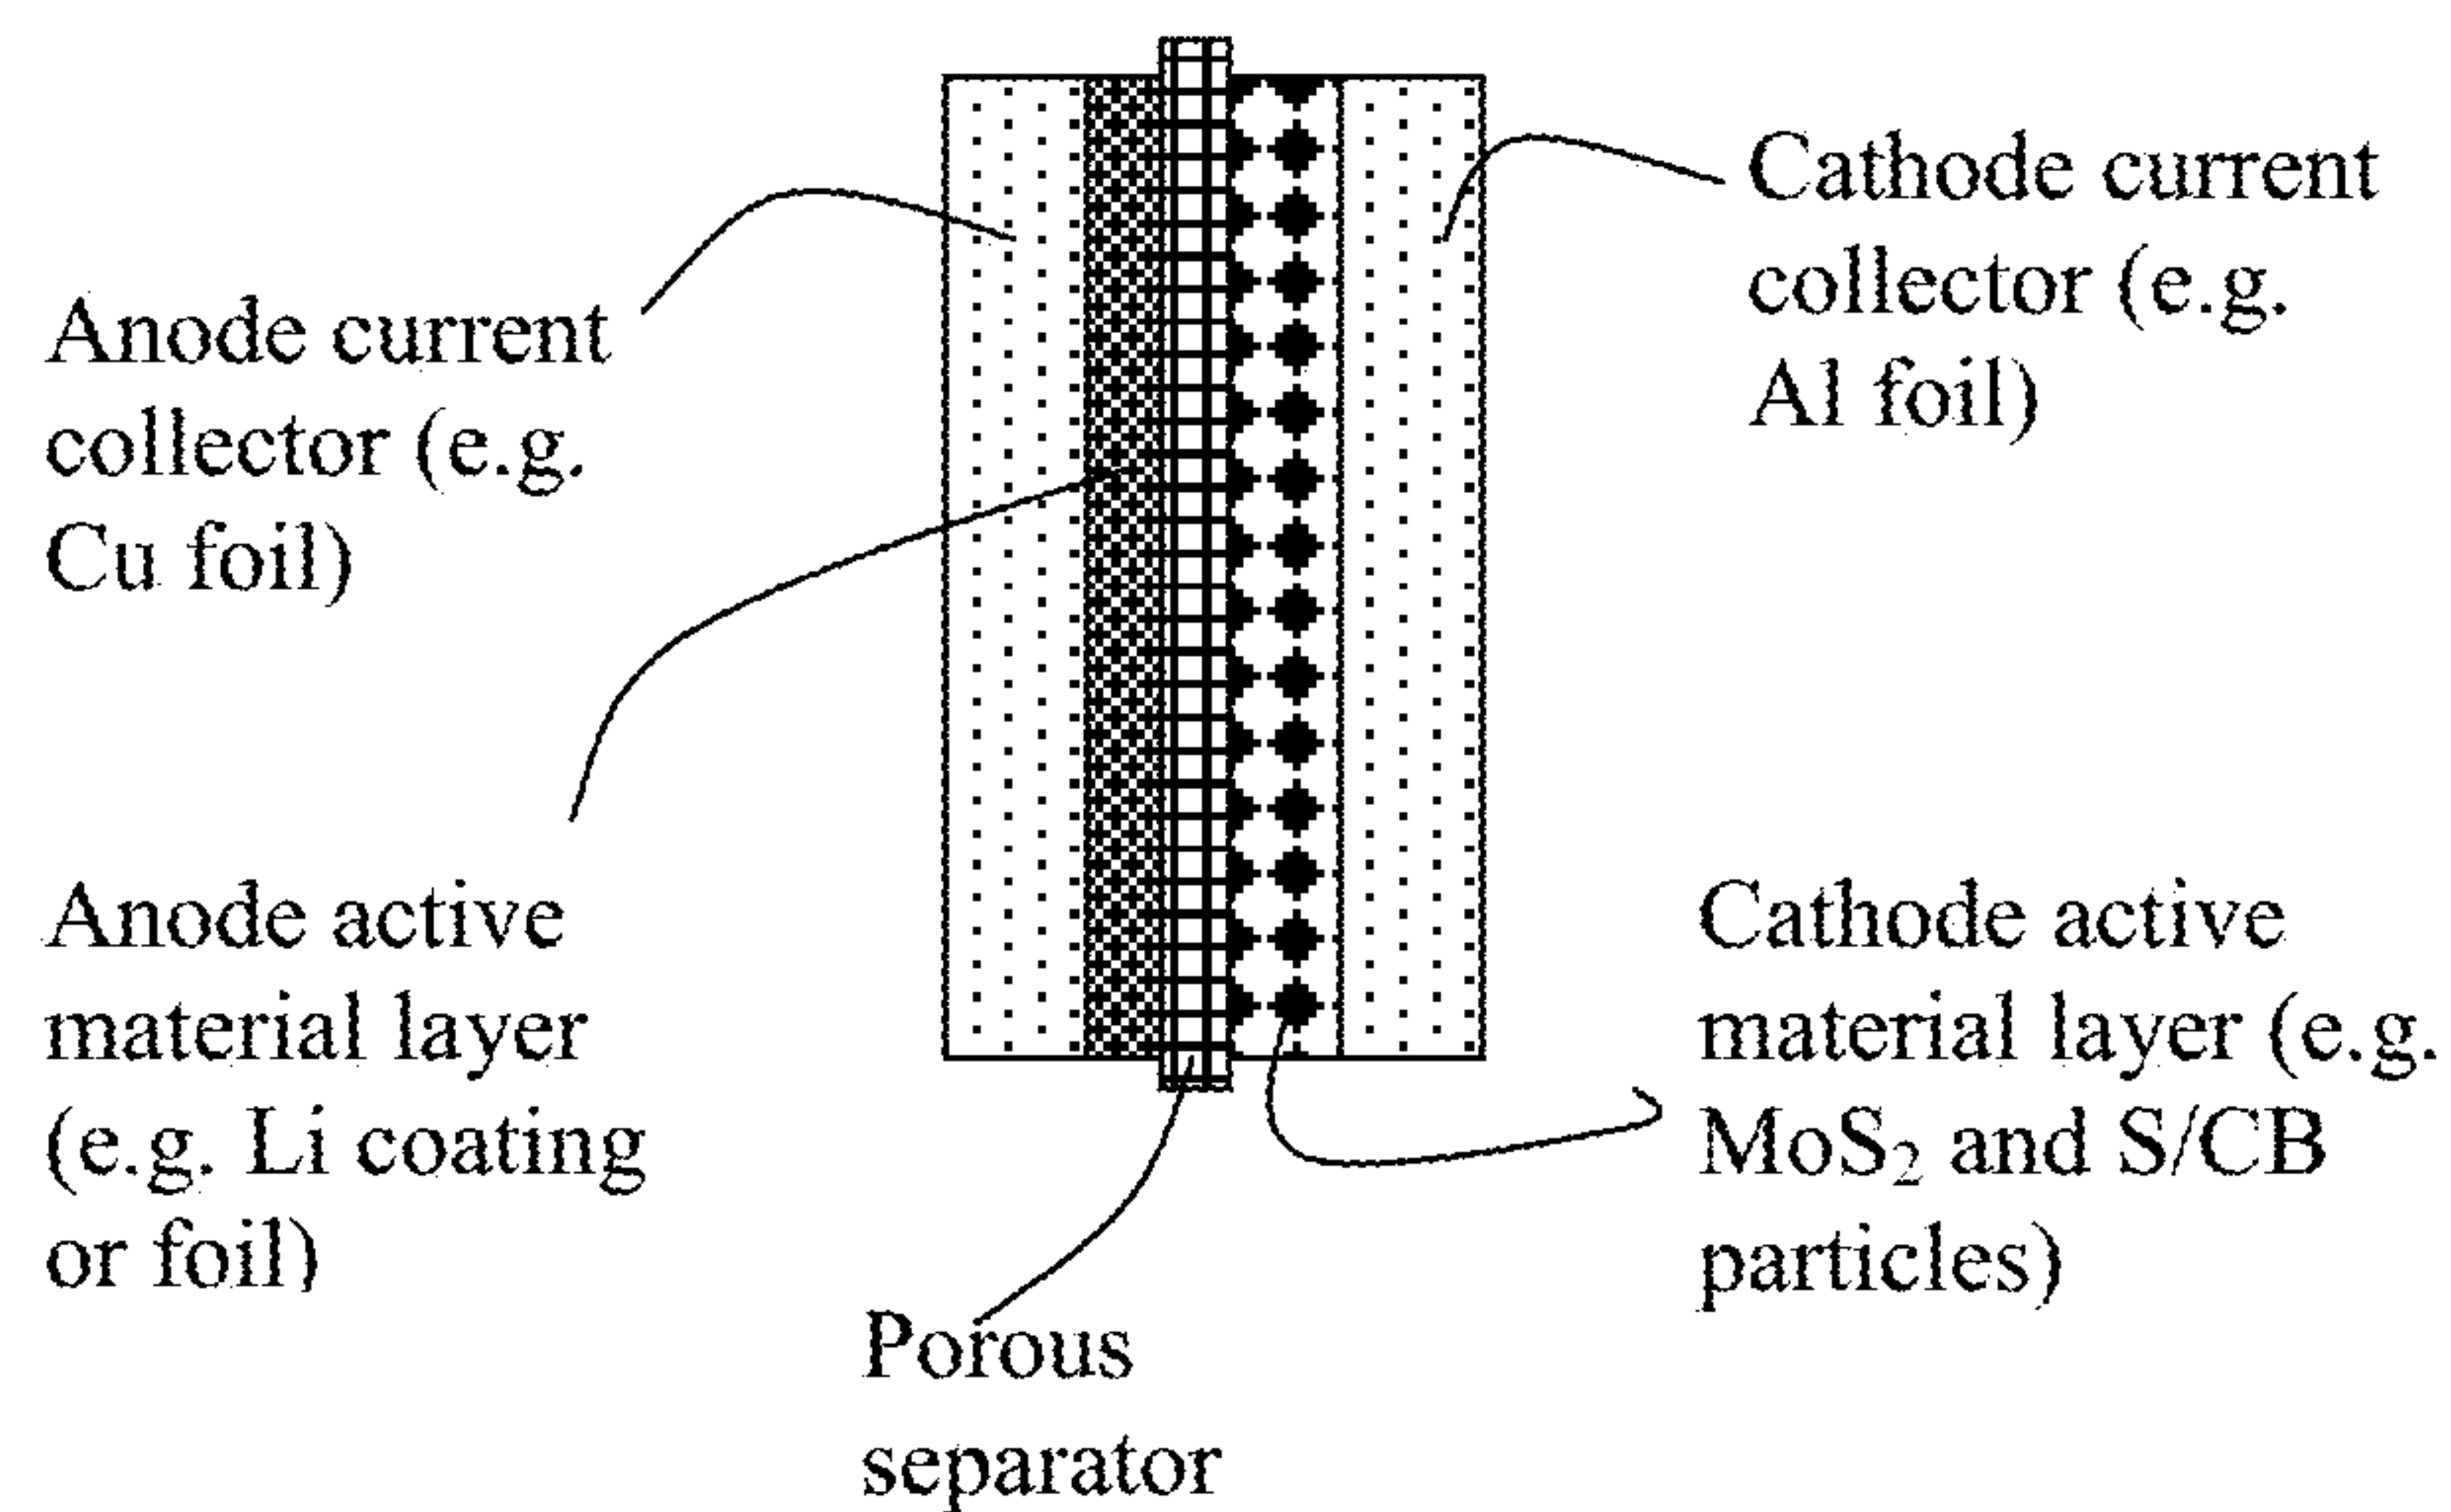 Anode current
collector (e.g.
Cu foil)
Cathode current
collector (e.g.
Al foil)
Anode active
material layer
(e.g. Li coating
or foil)
Cathode active
material layer (e.g.
MoS₂ and S/CB
particles)
Porous
separator